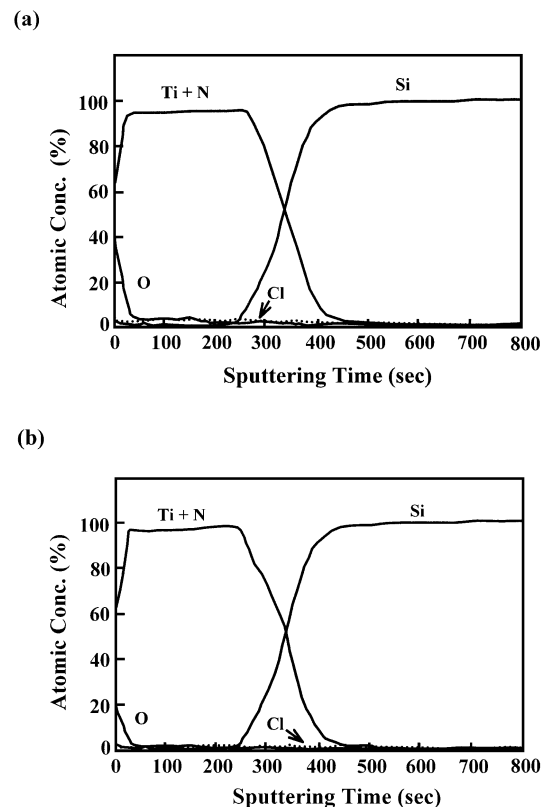 (a)
Ti + N
Si
100
80
60
40
20
0
O
Cl
Atomic Conc. (%)
0 100 200 300 400 500 600 700 800
Sputtering Time (sec)
(b)
Ti + N
Si
100
80
60
40
20
0
O
Cl
Atomic Conc. (%)
0 100 200 300 400 500 600 700 800
Sputtering Time (sec)